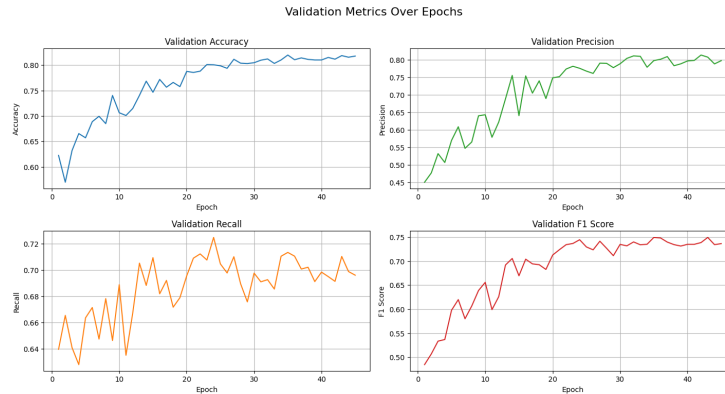 Validation Metrics Over Epochs
Validation Accuracy
0.80
0.75
0.70
0.65
0.60
Accuracy
0 10 20 30 40
Epoch
Validation Precision
0.80
0.75
0.70
0.65
0.60
0.55
0.50
0.45
Precision
0 10 20 30 40
Epoch
Validation Recall
0.72
0.70
0.68
0.66
0.64
Recall
0 10 20 30 40
Epoch
Validation F1 Score
0.75
0.70
0.65
0.60
0.55
0.50
F1 Score
0 10 20 30 40
Epoch